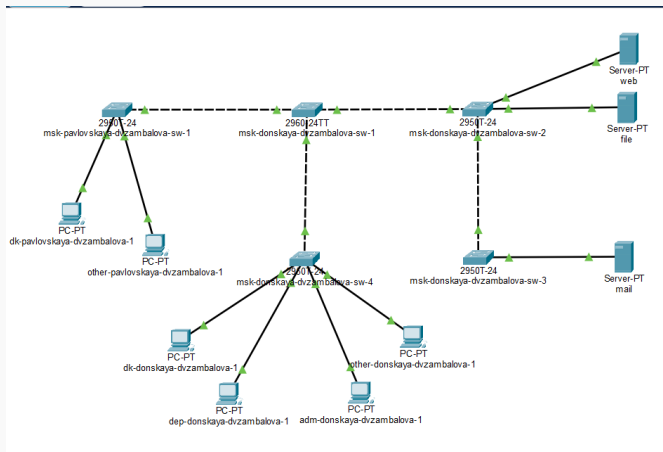 Server-PT
web
2950T-24
msk-pavlovskaya-dvzambalova-sw-1
2960-24TT
msk-donskaya-dvzambalova-sw-1
2950T-24
msk-donskaya-dvzambalova-sw-2
Server-PT
file
PC-PT
dk-pavlovskaya-dvzambalova-1
PC-PT
other-pavlovskaya-dvzambalova-1
2950T-24
msk-donskaya-dvzambalova-sw-4
2950T-24
msk-donskaya-dvzambalova-sw-3
Server-PT
mail
PC-PT
dk-donskaya-dvzambalova-1
PC-PT
other-donskaya-dvzambalova-1
PC-PT
dep-donskaya-dvzambalova-1
PC-PT
adm-donskaya-dvzambalova-1